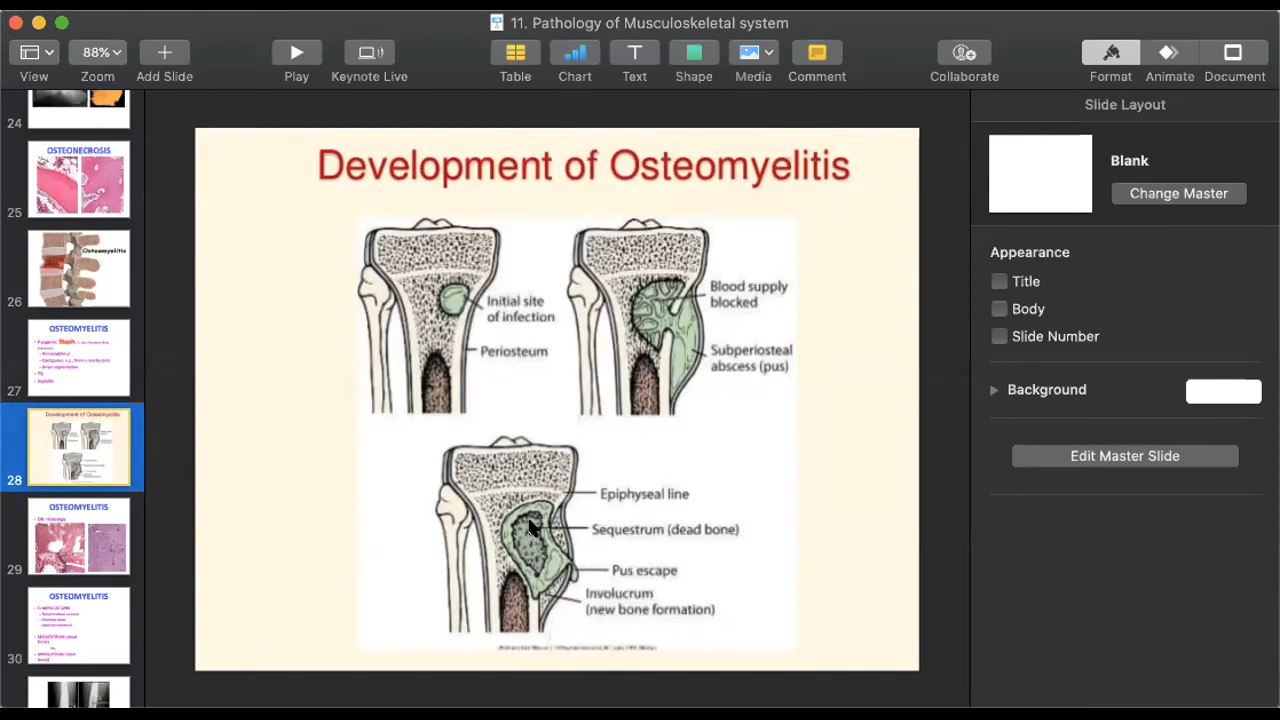 11. Pathology of Musculoskeletal system
88%
View
Zoom
Add Slide
Play
Keynote Live
Table
Chart
Text
Shape
Media
Comment
Collaborate
Format
Animate
Document
24
OSTEONECROSIS
25
Osteomyelitis
26
OSTEOMYELITIS
27
Development of Osteomyelitis
28
OSTEOMYELITIS
29
OSTEOMYELITIS
30
Development of Osteomyelitis
Initial site
of infection
Periosteum
Blood supply
blocked
Subperiosteal
abscess (pus)
Epiphyseal line
Sequestrum (dead bone)
Pus escape
Involucrum
(new bone formation)
Slide Layout
Blank
Change Master
Appearance
Title
Body
Slide Number
Background
Edit Master Slide